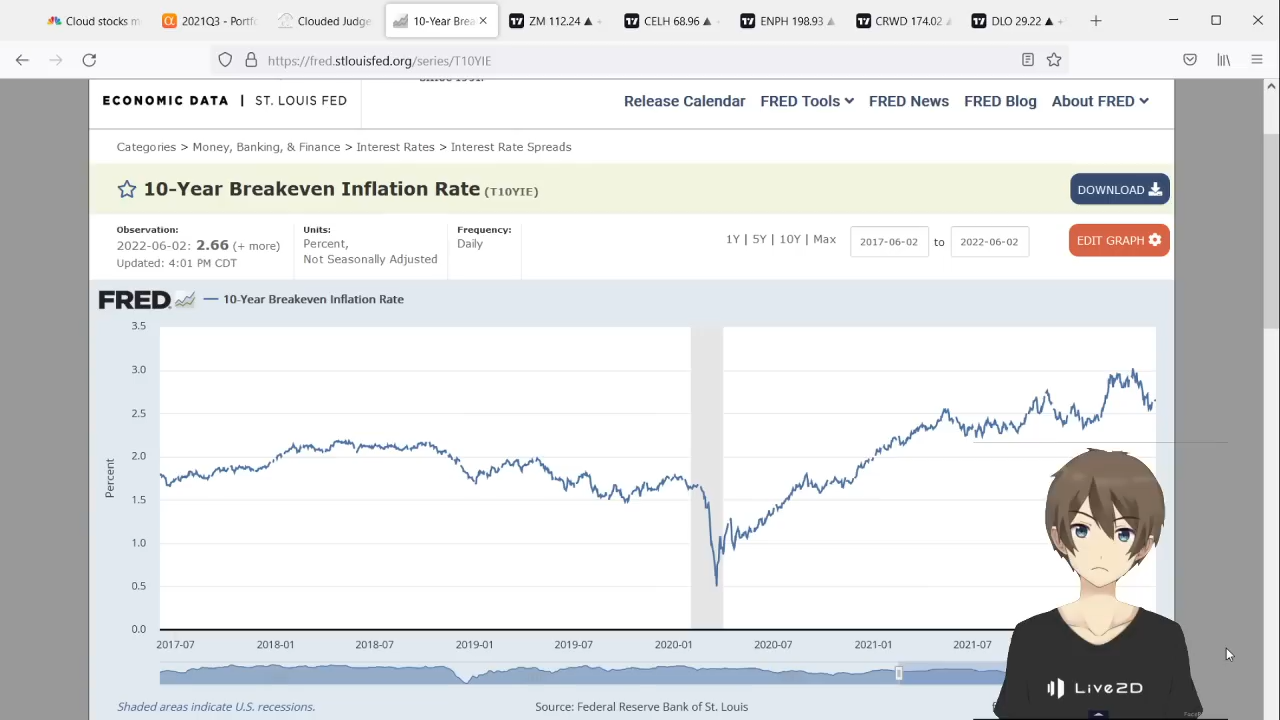 Cloud stocks m
2021Q3 - Portf
Clouded Judge
10-Year Brea
ZM 112.24 ▲
CELH 68.96 ▲
ENPH 198.93
CRWD 174.02
DLO 29.22 ▲
https://fred.stlouisfed.org/series/T10YIE
ECONOMIC DATA | ST. LOUIS FED
Release Calendar
FRED Tools
FRED News
FRED Blog
About FRED
Categories > Money, Banking, & Finance > Interest Rates > Interest Rate Spreads
10-Year Breakeven Inflation Rate (T10YIE)
DOWNLOAD
Observation:
2022-06-02: 2.66 (+ more)
Updated: 4:01 PM CDT
Units:
Percent,
Not Seasonally Adjusted
Frequency:
Daily
1Y | 5Y | 10Y | Max
2017-06-02 to 2022-06-02
EDIT GRAPH
FRED
10-Year Breakeven Inflation Rate
3.5
3.0
2.5
2.0
1.5
1.0
0.5
0.0
Percent
2017-07
2018-01
2018-07
2019-01
2019-07
2020-01
2020-07
2021-01
2021-07
Shaded areas indicate U.S. recessions.
Source: Federal Reserve Bank of St. Louis
Live2D